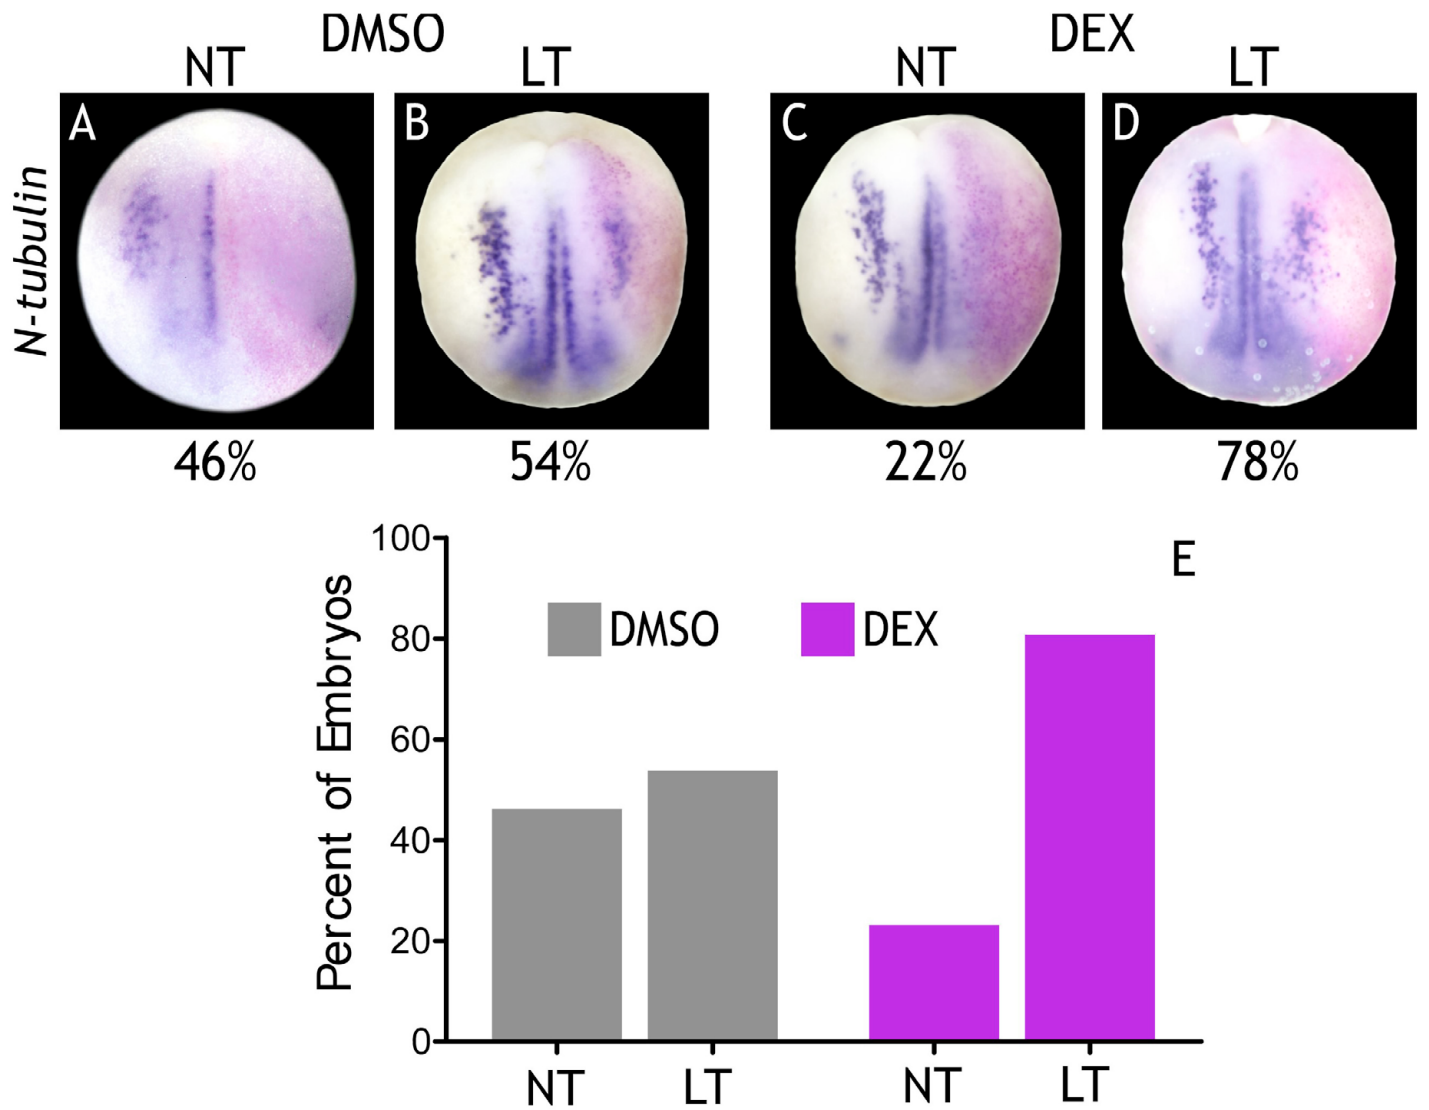 DMSO DEX
NT LT NT LT
A B C D
N-tubulin
46% 54% 22% 78%
E
100
80
60
40
20
0
Percent of Embryos
DMSO DEX
NT LT NT LT